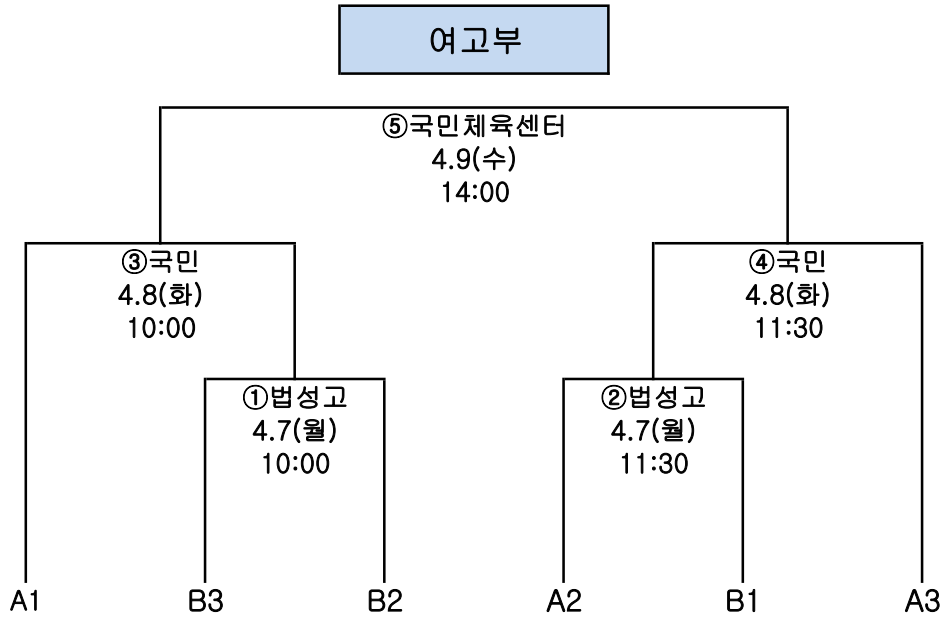 여고부
⑤국민체육센터
4.9(수)
14:00
③국민
4.8(화)
10:00
④국민
4.8(화)
11:30
①법성고
4.7(월)
10:00
②법성고
4.7(월)
11:30
A1 B3 B2 A2 B1 A3